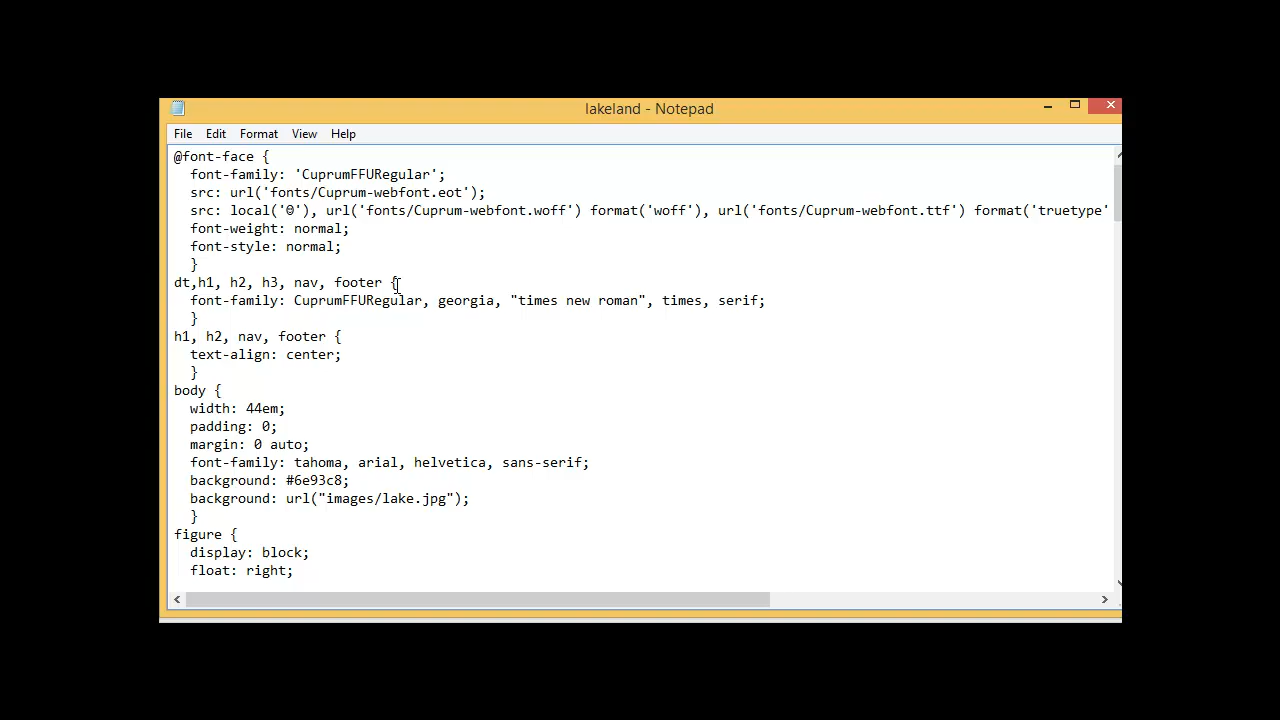 lakeland - Notepad
File Edit Format View Help
@font-face {
font-family: 'CuprumFFURegular';
src: url('fonts/Cuprum-webfont.eot');
src: local('0'), url('fonts/Cuprum-webfont.woff') format('woff'), url('fonts/Cuprum-webfont.ttf') format('truetype'
font-weight: normal;
font-style: normal;
}
dt,h1, h2, h3, nav, footer {
font-family: CuprumFFURegular, georgia, "times new roman", times, serif;
}
h1, h2, nav, footer {
text-align: center;
}
body {
width: 44em;
padding: 0;
margin: 0 auto;
font-family: tahoma, arial, helvetica, sans-serif;
background: #6e93c8;
background: url("images/lake.jpg");
}
figure {
display: block;
float: right;